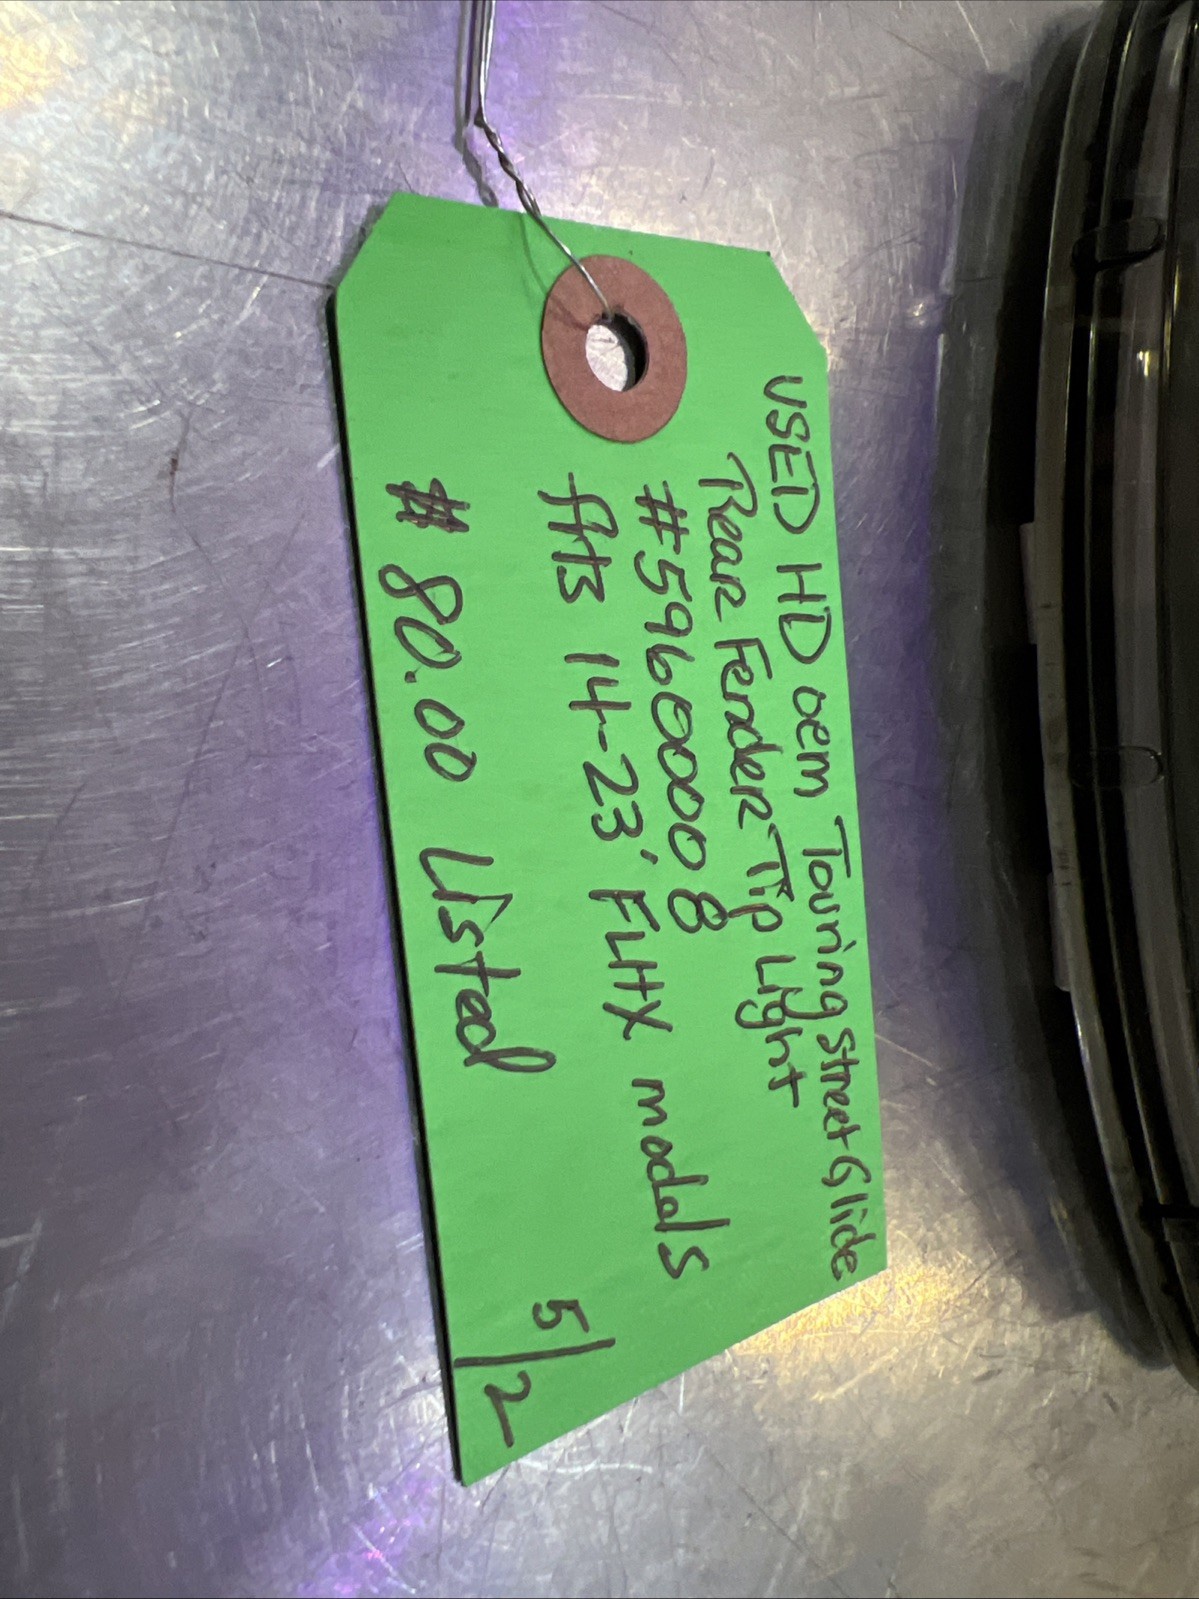 USED HD oem Touring Street Glide
Rear Fender Tip Light
#59600008
fits 14-23' FLHX models
$ 80.00 Listed
5/2